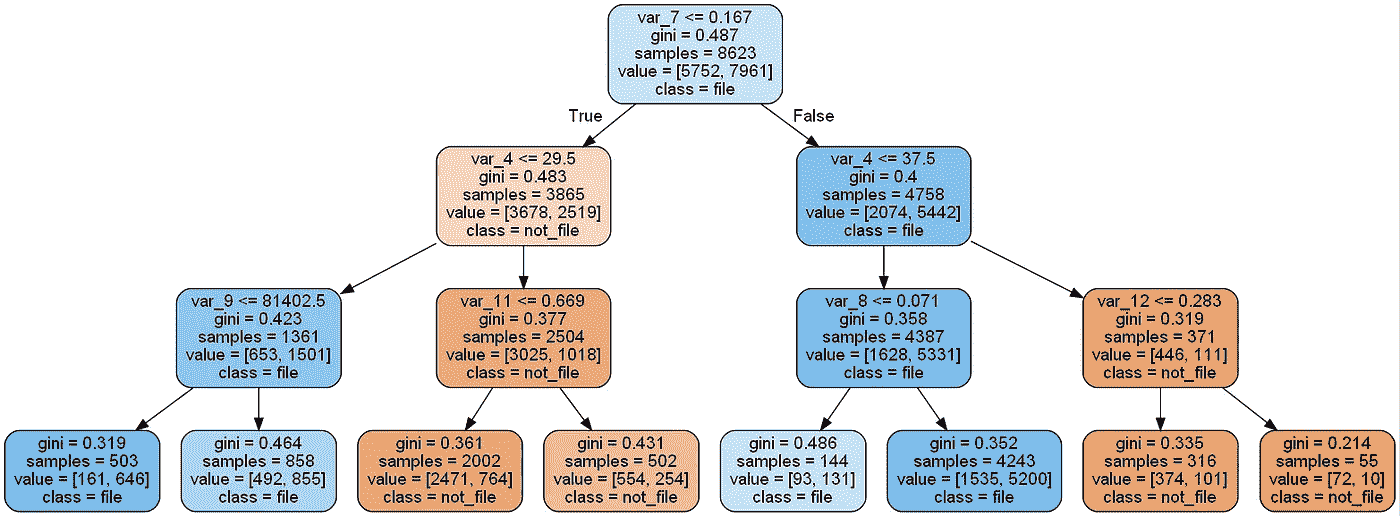 var_7 <= 0.167
gini = 0.487
samples = 8623
value = [5752, 7961]
class = file
True
False
var_4 <= 29.5
gini = 0.483
samples = 3865
value = [3678, 2519]
class = not_file
var_4 <= 37.5
gini = 0.4
samples = 4758
value = [2074, 5442]
class = file
var_9 <= 81402.5
gini = 0.423
samples = 1361
value = [653, 1501]
class = file
var_11 <= 0.669
gini = 0.377
samples = 2504
value = [3025, 1018]
class = not_file
var_8 <= 0.071
gini = 0.358
samples = 4387
value = [1628, 5331]
class = file
var_12 <= 0.283
gini = 0.319
samples = 371
value = [446, 111]
class = not_file
gini = 0.319
samples = 503
value = [161, 646]
class = file
gini = 0.464
samples = 858
value = [492, 855]
class = file
gini = 0.361
samples = 2002
value = [2471, 764]
class = not_file
gini = 0.431
samples = 502
value = [554, 254]
class = not_file
gini = 0.486
samples = 144
value = [93, 131]
class = file
gini = 0.352
samples = 4243
value = [1535, 5200]
class = file
gini = 0.335
samples = 316
value = [374, 101]
class = not_file
gini = 0.214
samples = 55
value = [72, 10]
class = not_file